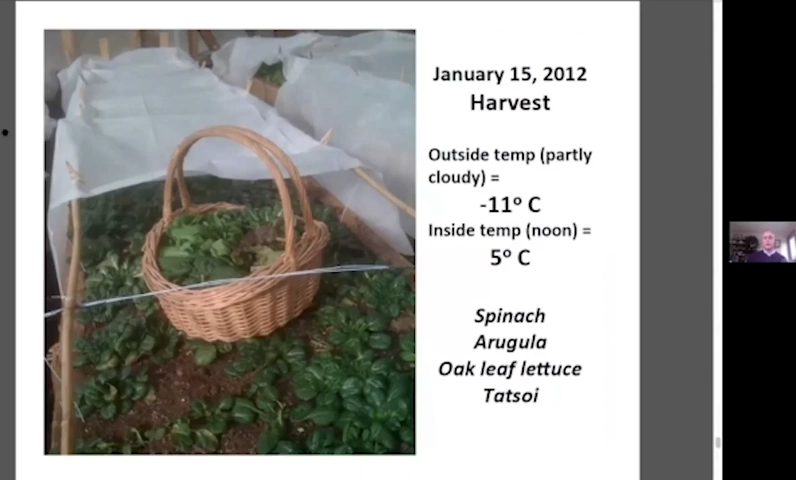 January 15, 2012
Harvest
Outside temp (partly
cloudy) =
-11° C
Inside temp (noon) =
5° C
Spinach
Arugula
Oak leaf lettuce
Tatsoi